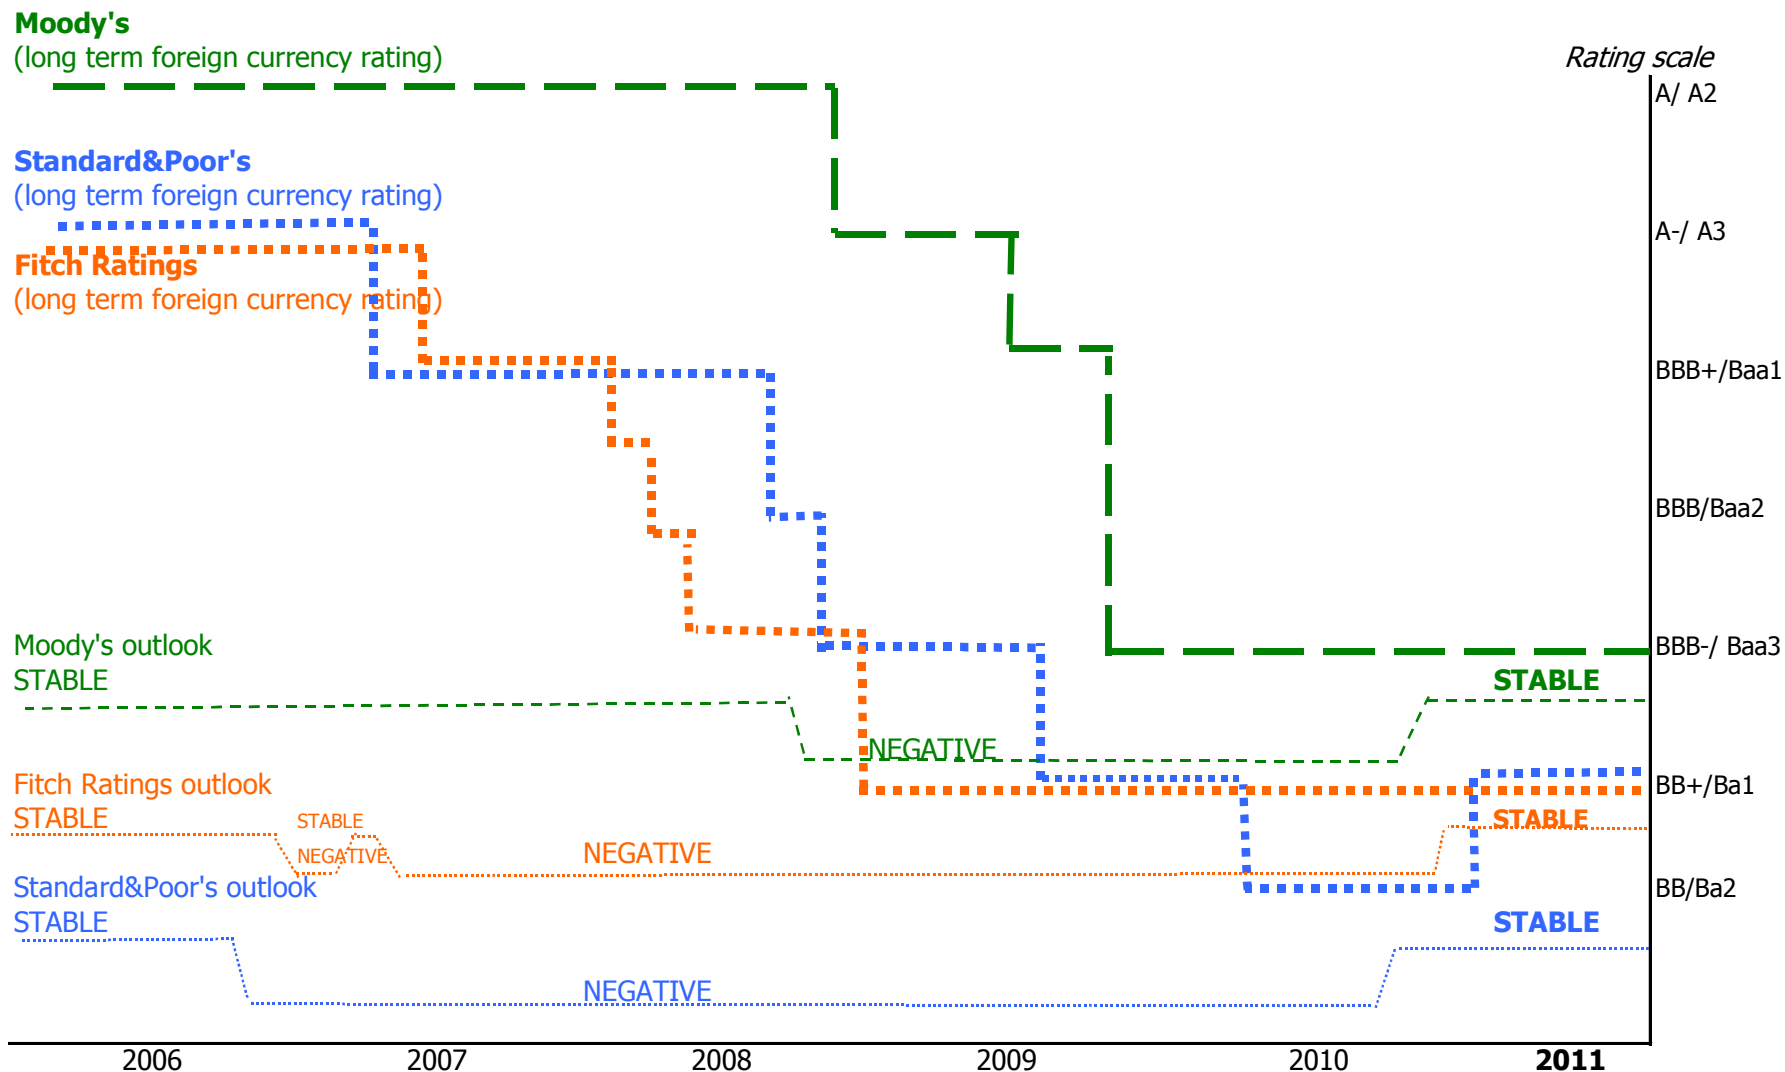 Moody's
(long term foreign currency rating)
Rating scale
A/ A2
Standard&Poor's
(long term foreign currency rating)
A-/ A3
Fitch Ratings
(long term foreign currency rating)
BBB+/Baa1
BBB/Baa2
Moody's outlook
BBB-/ Baa3
STABLE
STABLE
NEGATIVE
Fitch Ratings outlook
BB+/Ba1
STABLE
STABLE
STABLE
NEGATIVE
NEGATIVE
Standard&Poor's outlook
BB/Ba2
STABLE
STABLE
NEGATIVE
2006 2007 2008 2009 2010 2011